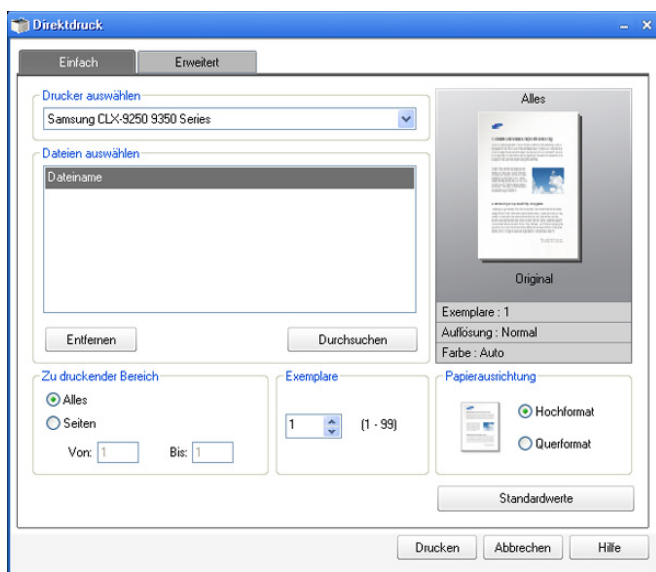 Direktdruck
Einfach
Erweitert
Drucker auswählen
Samsung CLX-9250 9350 Series
Dateien auswählen
Dateiname
Entfernen
Durchsuchen
Alles
Original
Exemplare : 1
Auflösung : Normal
Farbe : Auto
Zu druckender Bereich
Alles
Seiten
Von: 1 Bis: 1
Exemplare
1 (1 - 99)
Papierausrichtung
Hochformat
Querformat
Standardwerte
Drucken
Abbrechen
Hilfe